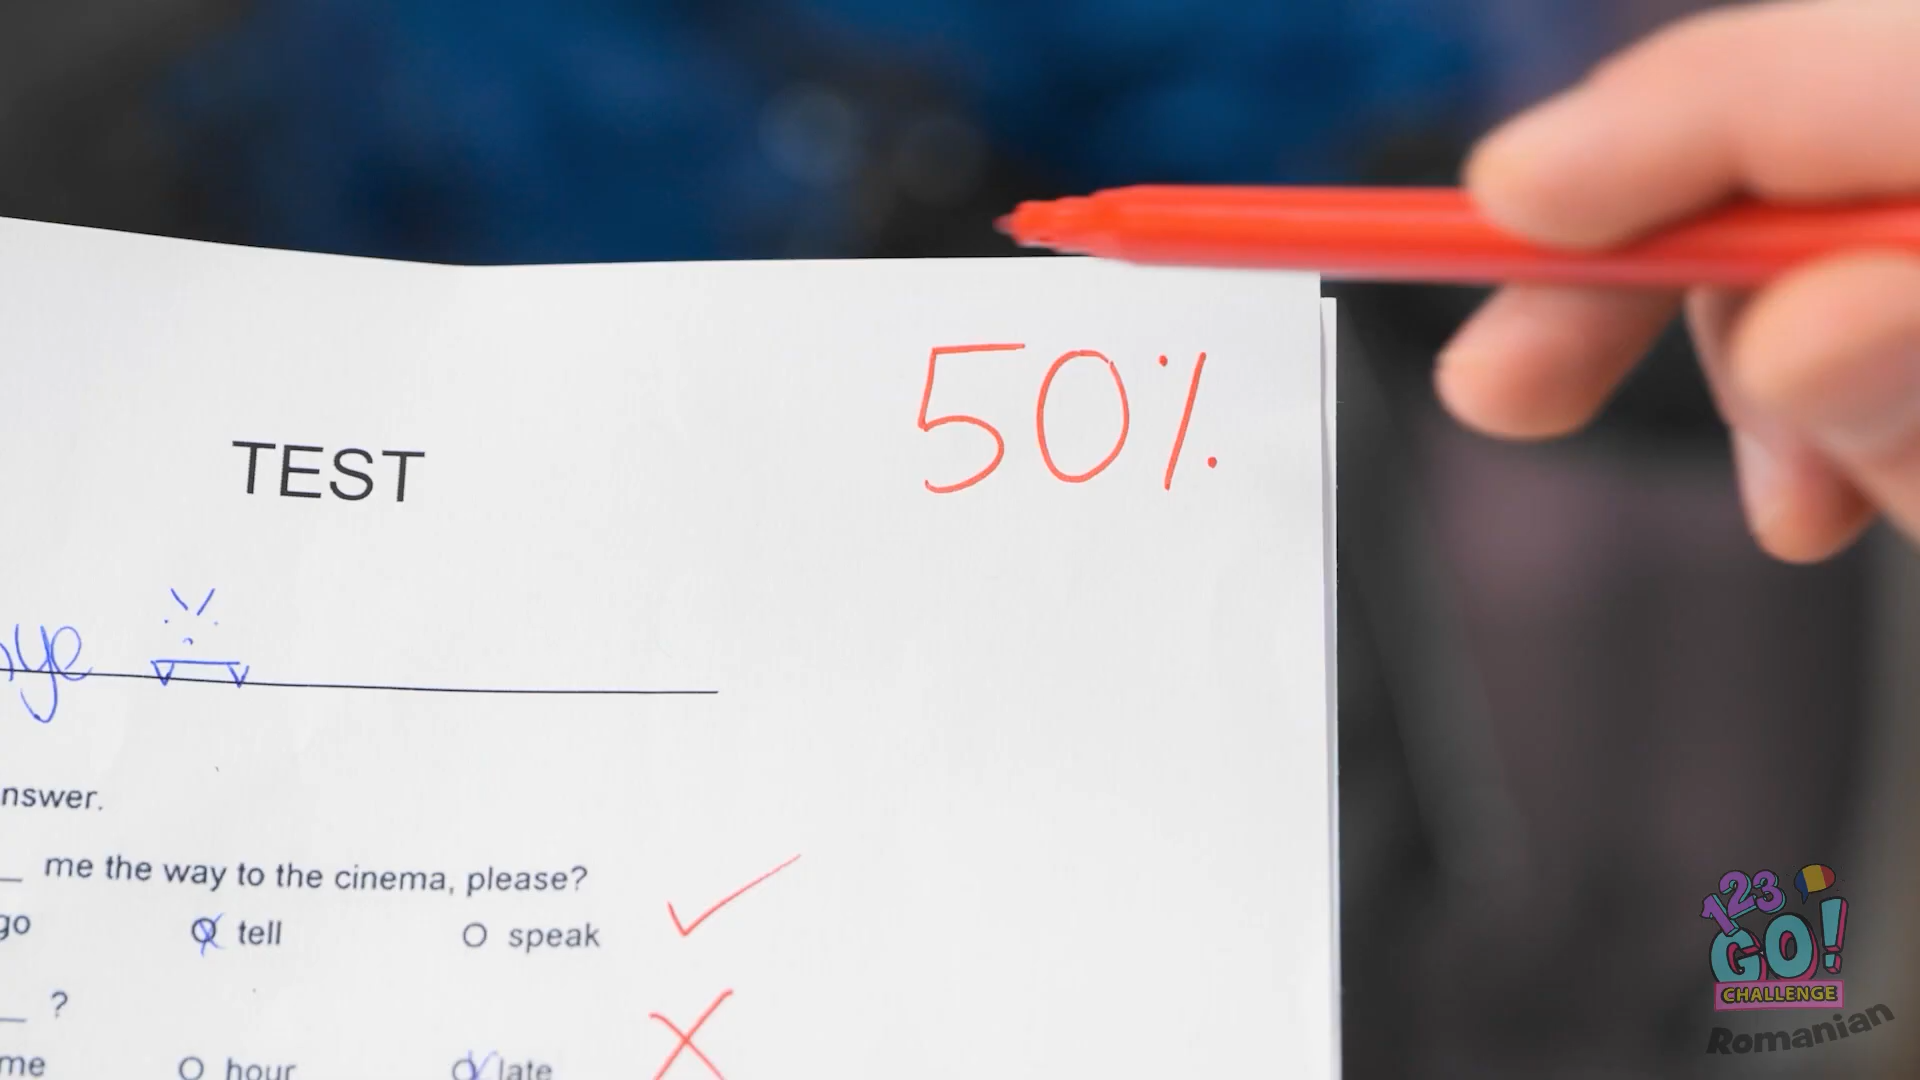 50%
TEST
nswer.
me the way to the cinema, please?
go tell speak
?
me hour late
123
GO!
CHALLENGE
Romanian